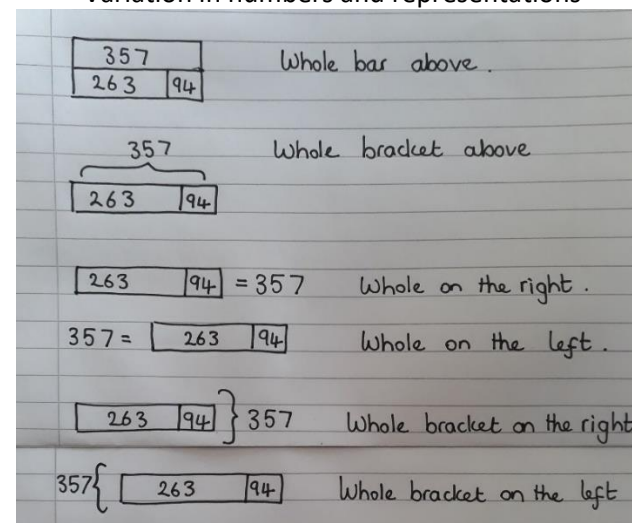 variation in numbers and representations
357 Whole bar above.
263 94
357 Whole bracket above
263 94
263 94 = 357 Whole on the right.
357 = 263 94 Whole on the left.
263 94 } 357 Whole bracket on the right
357 { 263 94 Whole bracket on the left